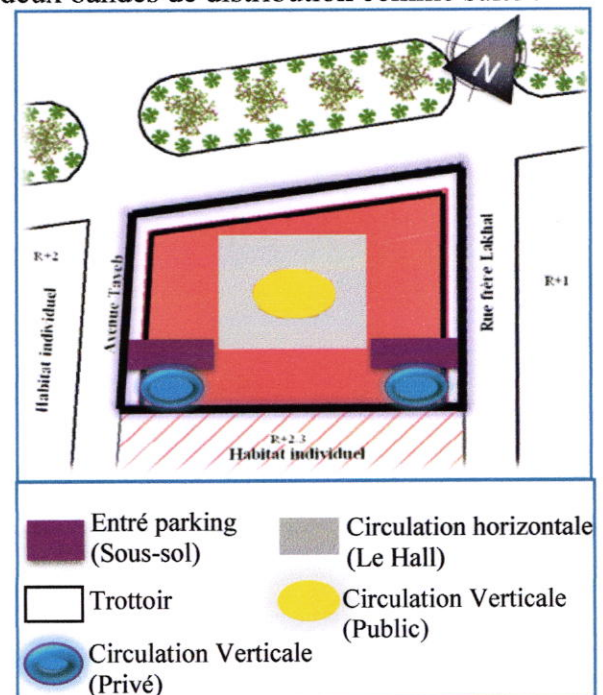 deux bandes de distribution comme suite :
N
R+2
Habitat individuel
Avenue Tayeb
Rue frère Lakhal
R+1
R+2.3
Habitat individuel
Entré parking
(Sous-sol)
Circulation horizontale
(Le Hall)
Trottoir
Circulation Verticale
(Public)
Circulation Verticale
(Privé)